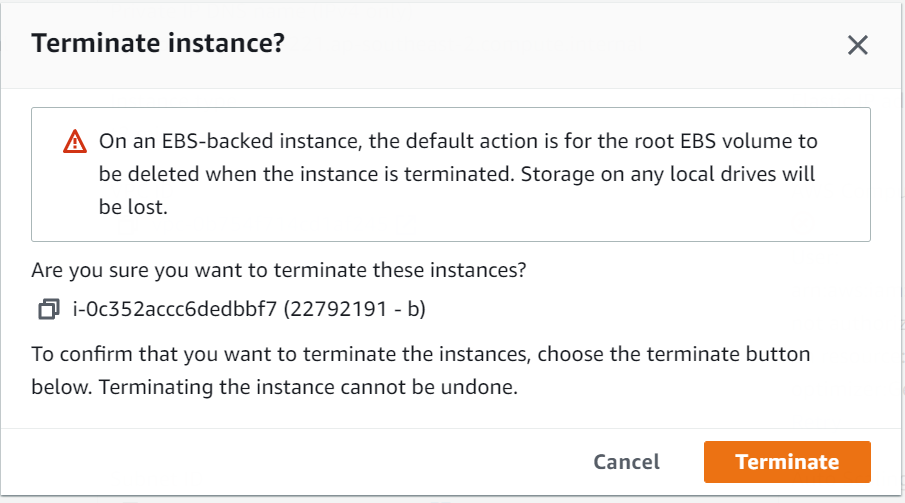 Terminate instance?
On an EBS-backed instance, the default action is for the root EBS volume to
be deleted when the instance is terminated. Storage on any local drives will
be lost.
Are you sure you want to terminate these instances?
i-0c352accc6dedbbf7 (22792191 - b)
To confirm that you want to terminate the instances, choose the terminate button
below. Terminating the instance cannot be undone.
Cancel
Terminate